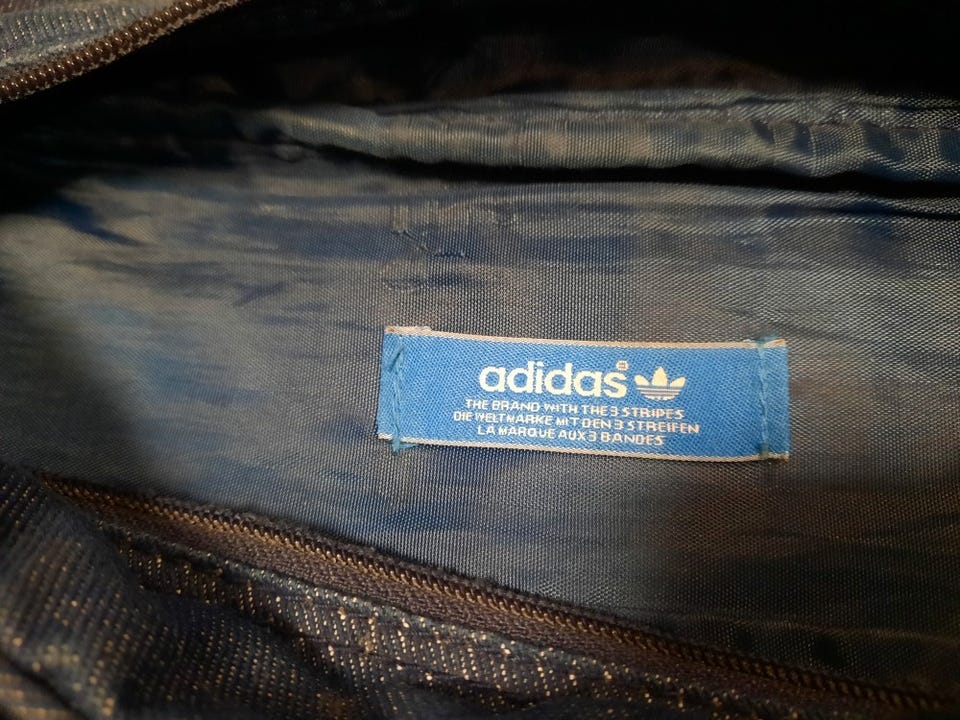 adidas®
THE BRAND WITH THE 3 STRIPES
DIE WELTMARKE MIT DEN 3 STREIFEN
LA MARQUE AUX 3 BANDES